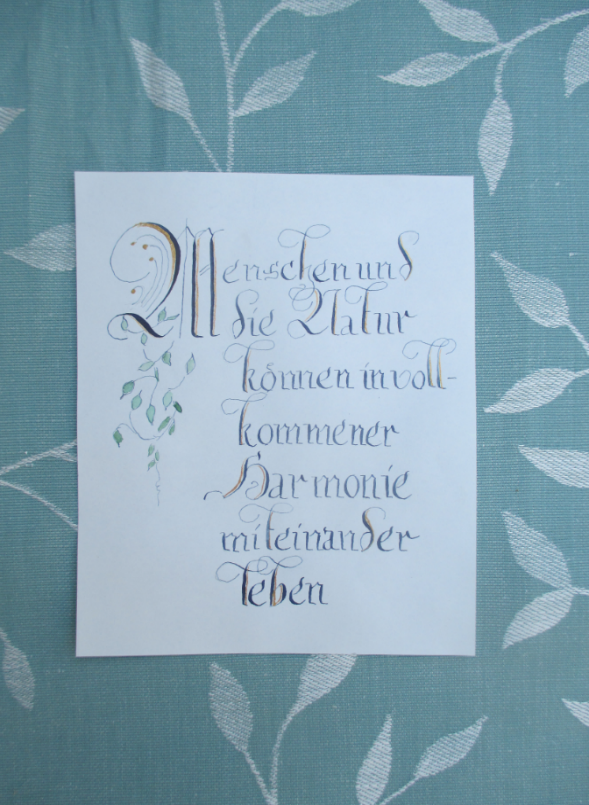 Menschen und
die Natur
können in voll-
kommener
Harmonie
miteinander
leben